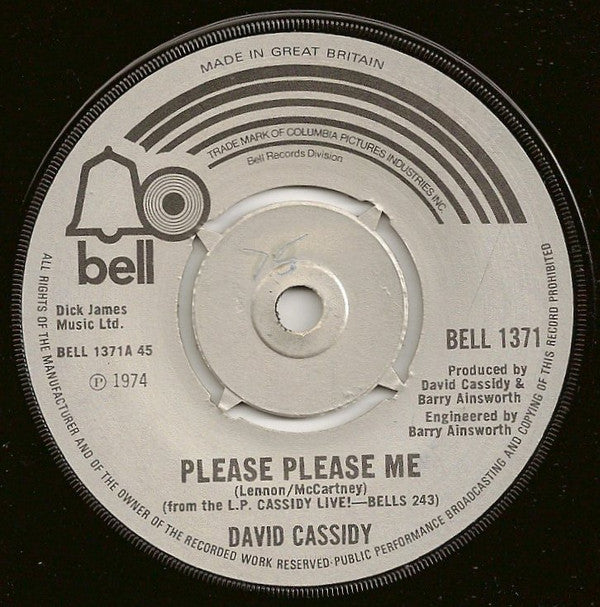 MADE IN GREAT BRITAIN
TRADE MARK OF COLUMBIA PICTURES INDUSTRIES INC.
Bell Records Division
bell
Dick James
Music Ltd.
BELL 1371A 45
Ⓟ 1974
BELL 1371
Produced by
David Cassidy &
Barry Ainsworth
Engineered by
Barry Ainsworth
PLEASE PLEASE ME
(Lennon/McCartney)
(from the L.P. CASSIDY LIVE!—BELLS 243)
DAVID CASSIDY
ALL RIGHTS OF THE MANUFACTURER AND OF THE OWNER OF THE RECORDED WORK RESERVED·PUBLIC PERFORMANCE BROADCASTING AND COPYING OF THIS RECORD PROHIBITED